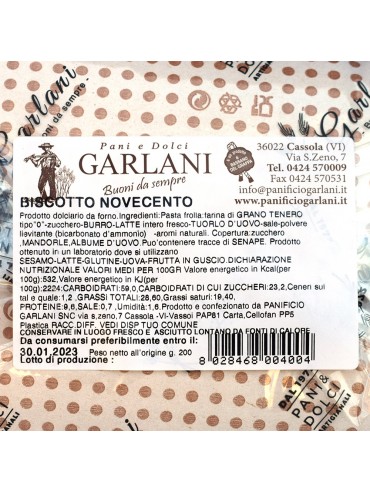 Garlani
Buoni da sempre.
Pani e Dolci
GARLANI
Buoni da sempre
36022 Cassola (VI)
Via S.Zeno, 7
Tel. 0424 570009
Fax 0424 570531
info@panificiogarlani.it
www.panificiogarlani.it
BISCOTTO NOVECENTO
Prodotto dolciario da forno.ingredienti:Pasta frolla:farina di GRANO TENERO
tipo"0"-zucchero-BURRO-LATTE intero fresco-TUORLO D'UOVO-sale-polvere
lievitante (bicarbonato d'ammonio) -aromi naturali. Copertura:zucchero
,MANDORLE,ALBUME D'UOVO.Puo'contenere tracce di SENAPE. Prodotto
ottenuto in un laboratorio dove si utilizzano
SESAMO-LATTE-GLUTINE-UOVA-FRUTTA IN GUSCIO.DICHIARAZIONE
NUTRIZIONALE VALORI MEDI PER 100GR Valore energetico in Kcal(per
100g):532,Valore energetico in KJ(per
100g.):2224:CARBOIDRATI:59,0,CARBOIDRATI DI CUI ZUCCHERI:23,2,Ceneri sul
tal e quale:1,2 ,GRASSI TOTALI:28,60,Grassi saturi:19,40,
PROTEINE:9,6,SALE:0,7. Prodotto e confezionato da PANIFICIO
GARLANI SNC via s.zeno,7 Cassola -VI-Vassoi PAP81 Carta,Cellofan PP5
Plastica RACC.DIFF. VEDI DISP TUO COMUNE
CONSERVARE IN LUOGO FRESCO E ASCIUTTO LONTANO DA FONTI DI CALORE
Da consumarsi preferibilmente entro il:
30.01.2023 Peso netto all'origine g. 200
Lotto di produzione :
8 028468 004004
DAL
PANI &
DOLCI
ARTIGIANALI